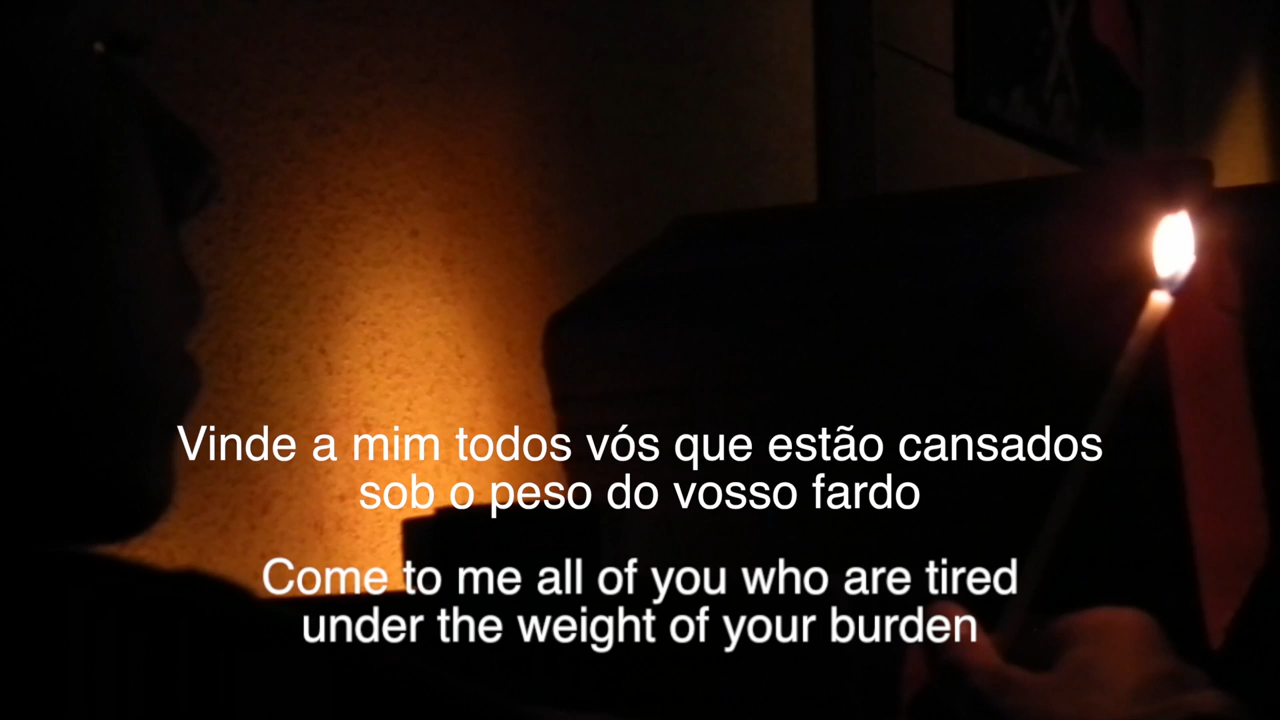 Vinde a mim todos vós que estão cansados
sob o peso do vosso fardo
Come to me all of you who are tired
under the weight of your burden